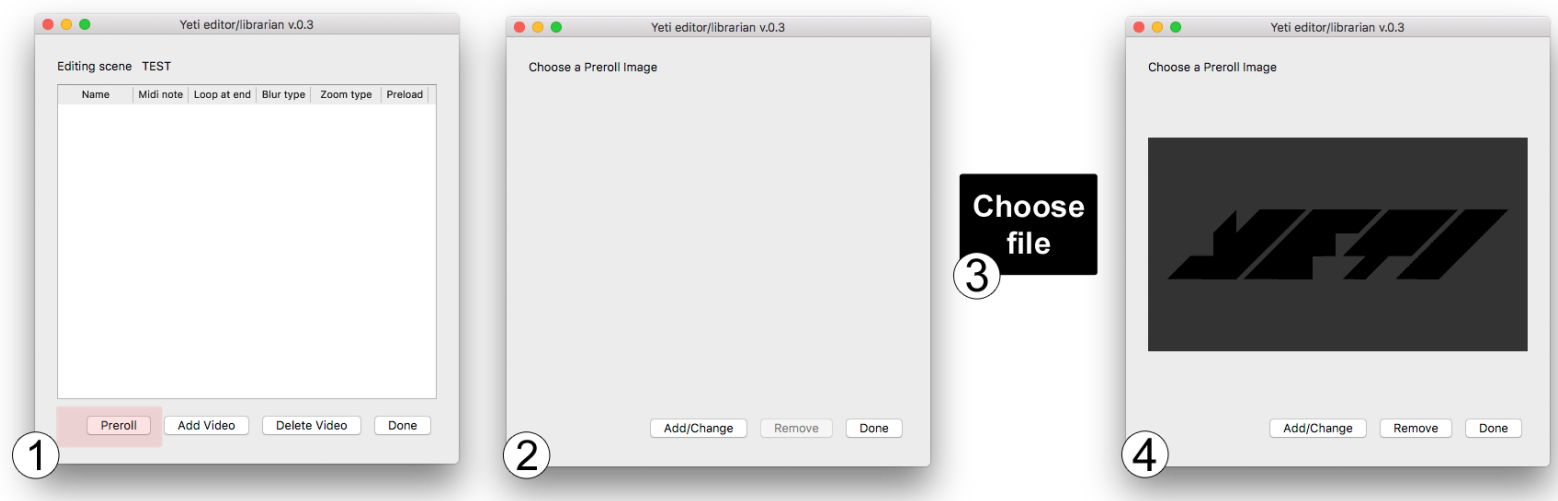 Yeti editor/librarian v.0.3
Editing scene TEST
Name Midi note Loop at end Blur type Zoom type Preload
Preroll Add Video Delete Video Done
1
Yeti editor/librarian v.0.3
Choose a Preroll Image
Add/Change Remove Done
2
Choose
file
3
Yeti editor/librarian v.0.3
Choose a Preroll Image
YETI
Add/Change Remove Done
4